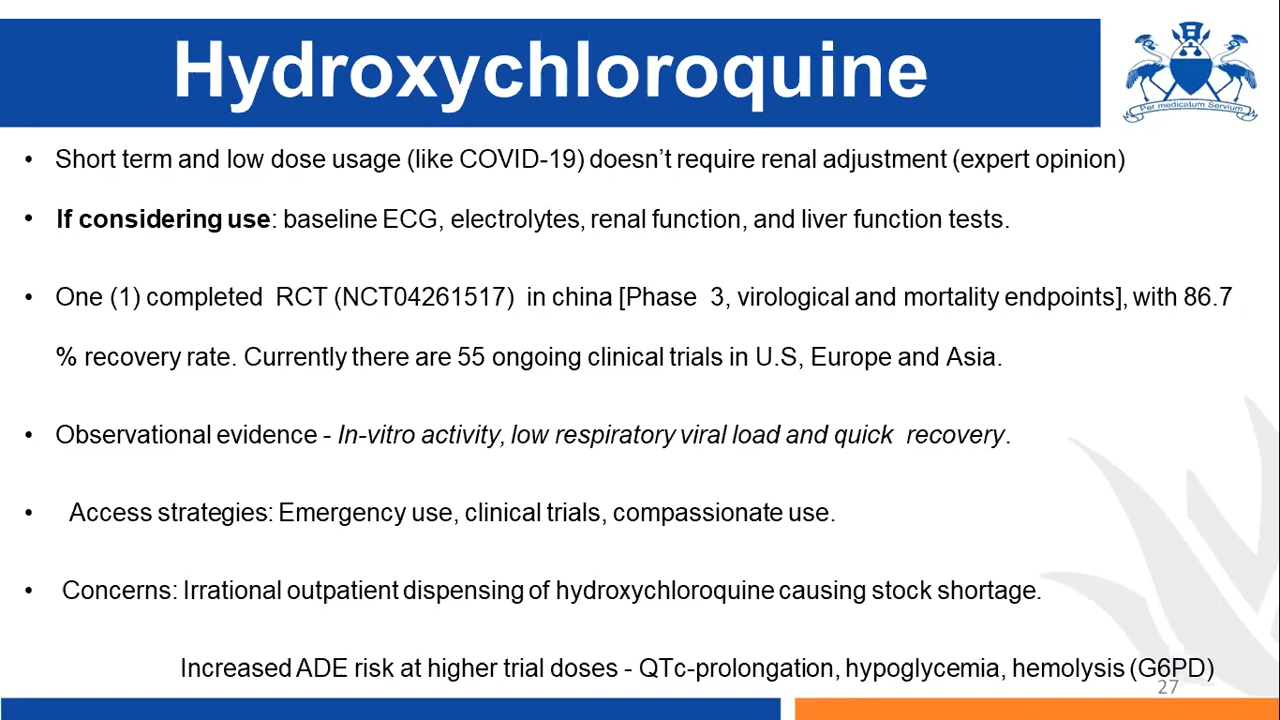 Hydroxychloroquine
Per medicatum Servium
• Short term and low dose usage (like COVID-19) doesn’t require renal adjustment (expert opinion)
• If considering use: baseline ECG, electrolytes, renal function, and liver function tests.
• One (1) completed RCT (NCT04261517) in china [Phase 3, virological and mortality endpoints], with 86.7
% recovery rate. Currently there are 55 ongoing clinical trials in U.S, Europe and Asia.
• Observational evidence - In-vitro activity, low respiratory viral load and quick recovery.
• Access strategies: Emergency use, clinical trials, compassionate use.
• Concerns: Irrational outpatient dispensing of hydroxychloroquine causing stock shortage.
Increased ADE risk at higher trial doses - QTc-prolongation, hypoglycemia, hemolysis (G6PD)
27